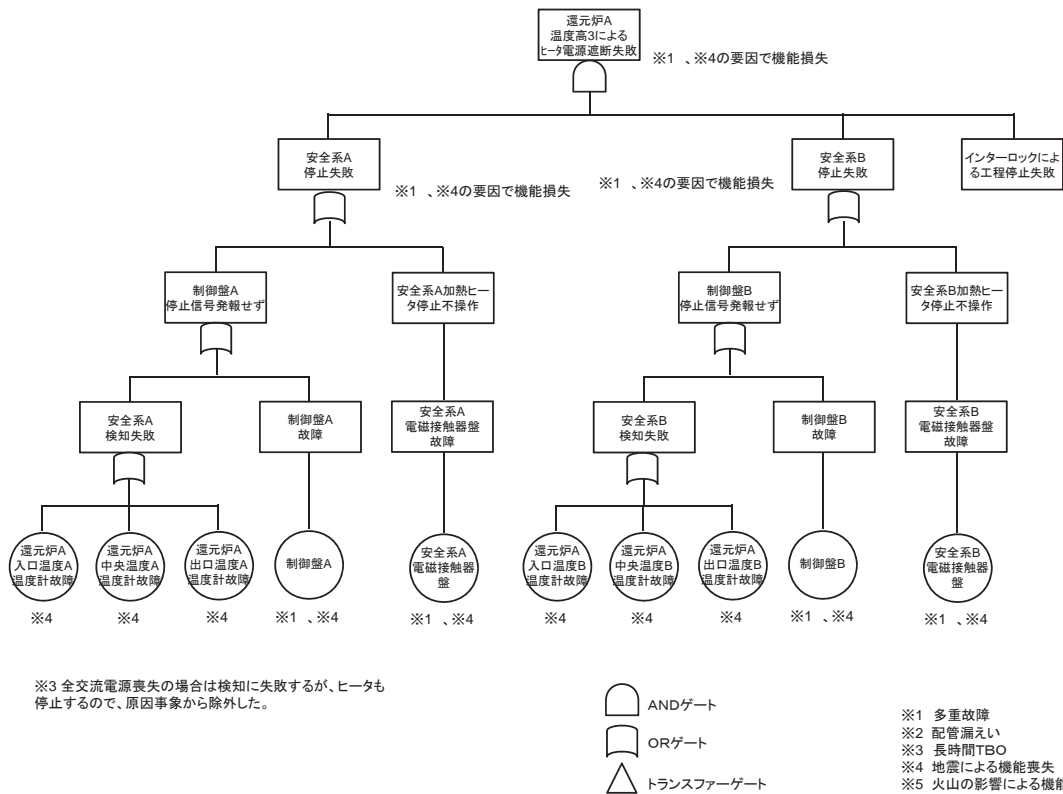 還元炉A
温度高3による
ヒータ電源遮断失敗
※1 、※4の要因で機能損失
安全系A
停止失敗
※1 、※4の要因で機能損失
※1 、※4の要因で機能損失
安全系B
停止失敗
インターロックによ
る工程停止失敗
制御盤A
停止信号発報せず
安全系A加熱ヒー
タ停止不操作
制御盤B
停止信号発報せず
安全系B加熱ヒー
タ停止不操作
安全系A
検知失敗
制御盤A
故障
安全系A
電磁接触器盤
故障
安全系B
検知失敗
制御盤B
故障
安全系B
電磁接触器盤
故障
還元炉A
入口温度A
温度計故障
還元炉A
中央温度A
温度計故障
還元炉A
出口温度A
温度計故障
制御盤A
安全系A
電磁接触器
盤
還元炉A
入口温度B
温度計故障
還元炉A
中央温度B
温度計故障
還元炉A
出口温度B
温度計故障
制御盤B
安全系B
電磁接触器
盤
※4
※4
※4
※1 、※4
※1 、※4
※4
※4
※4
※1 、※4
※1 、※4
※3 全交流電源喪失の場合は検知に失敗するが、ヒータも
停止するので、原因事象から除外した。
ANDゲート
ORゲート
トランスファーゲート
※1 多重故障
※2 配管漏えい
※3 長時間TBO
※4 地震による機能喪失
※5 火山の影響による機能